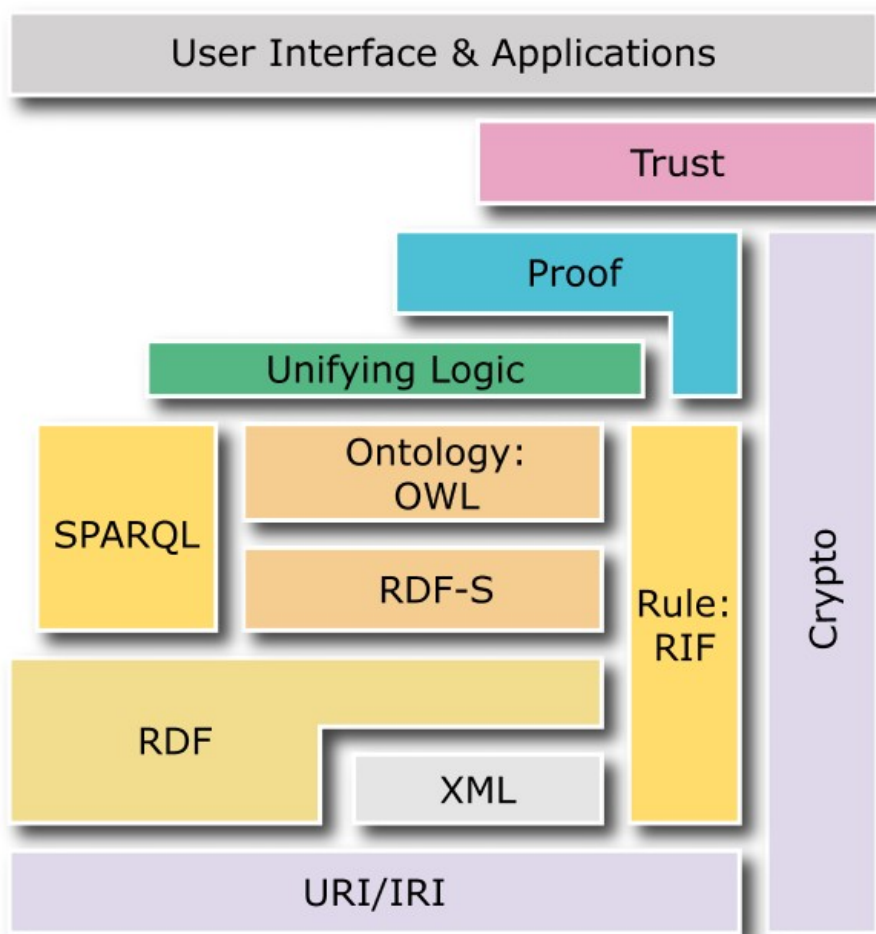 User Interface & Applications
Trust
Proof
Unifying Logic
Ontology:
OWL
SPARQL
RDF-S
Rule:
RIF
Crypto
RDF
XML
URI/IRI